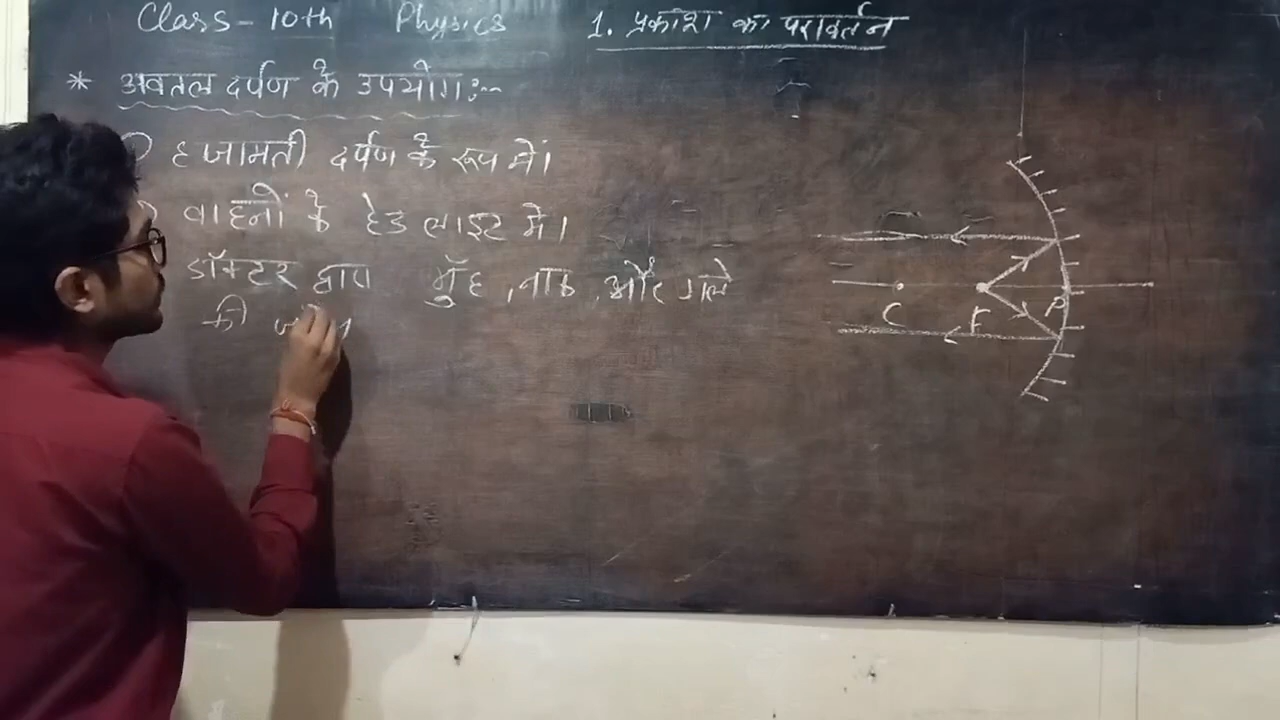 Class - 10th Physics 1. प्रकाश का परावर्तन
* अवतल दर्पण के उपयोग :-
हजामती दर्पण के रूप में।
वाहनों के हेड लाइट में।
डॉक्टर द्वारा मुँह, नाक, और गले
की
C F P